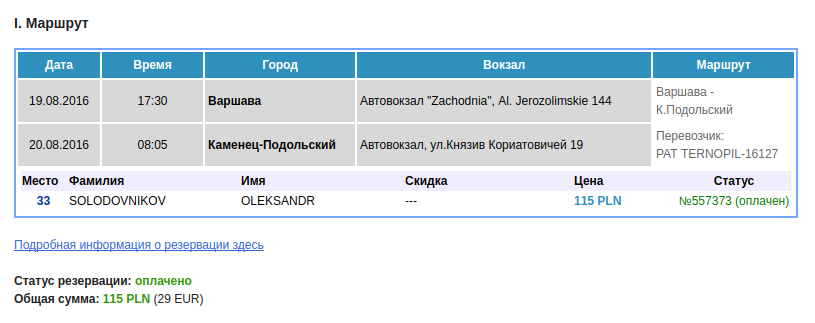 I. Маршрут
Дата Время Город Вокзал Маршрут
19.08.2016 17:30 Варшава Автовокзал "Zachodnia", Al. Jerozolimskie 144 Варшава - К.Подольский
20.08.2016 08:05 Каменец-Подольский Автовокзал, ул.Князив Кориатовичей 19 Перевозчик: PAT TERNOPIL-16127
Место Фамилия Имя Скидка Цена Статус
33 SOLODOVNIKOV OLEKSANDR --- 115 PLN №557373 (оплачен)
Подробная информация о резервации здесь
Статус резервации: оплачено
Общая сумма: 115 PLN (29 EUR)